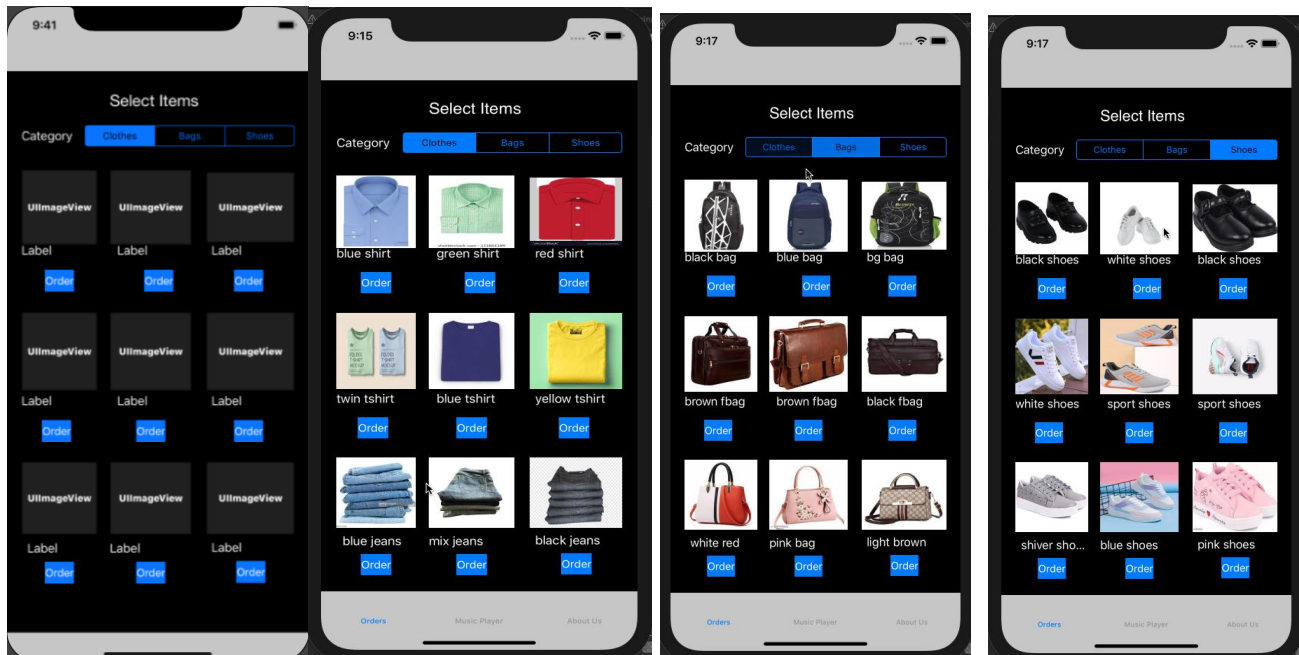 9:41
Select Items
Category Clothes Bags Shoes
UIImageView UIImageView UIImageView
Label Label Label
Order Order Order
UIImageView UIImageView UIImageView
Label Label Label
Order Order Order
UIImageView UIImageView UIImageView
Label Label Label
Order Order Order
9:15
Select Items
Category Clothes Bags Shoes
blue shirt green shirt red shirt
Order Order Order
twin tshirt blue tshirt yellow tshirt
Order Order Order
blue jeans mix jeans black jeans
Order Order Order
Orders Music Player About Us
9:17
Select Items
Category Clothes Bags Shoes
black bag blue bag bg bag
Order Order Order
brown fbag brown fbag black fbag
Order Order Order
white red pink bag light brown
Order Order Order
Orders Music Player About Us
9:17
Select Items
Category Clothes Bags Shoes
black shoes white shoes black shoes
Order Order Order
white shoes sport shoes sport shoes
Order Order Order
shiver sho... blue shoes pink shoes
Order Order Order
Orders Music Player About Us